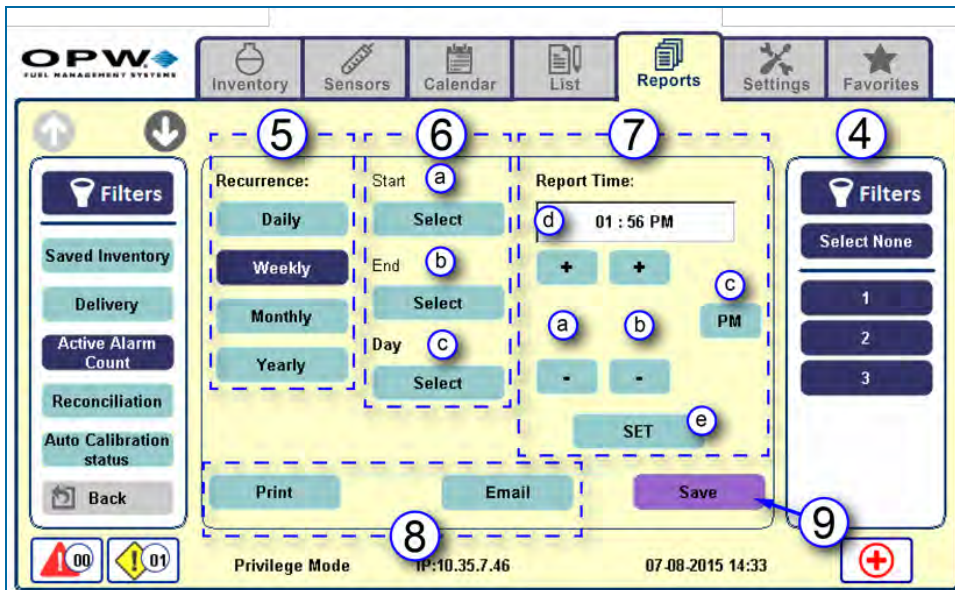 OPW
FUEL MANAGEMENT SYSTEMS
Inventory
Sensors
Calendar
List
Reports
Settings
Favorites
Filters
Saved Inventory
Delivery
Active Alarm
Count
Reconciliation
Auto Calibration
status
Back
5
Recurrence:
Daily
Weekly
Monthly
Yearly
6
Start
a
Select
End
b
Select
Day
c
Select
7
Report Time:
d
01 : 56 PM
+
+
a
b
c
PM
-
-
SET
e
4
Filters
Select None
1
2
3
Print
Email
8
Save
9
00
01
Privilege Mode
IP:10.35.7.46
07-08-2015 14:33